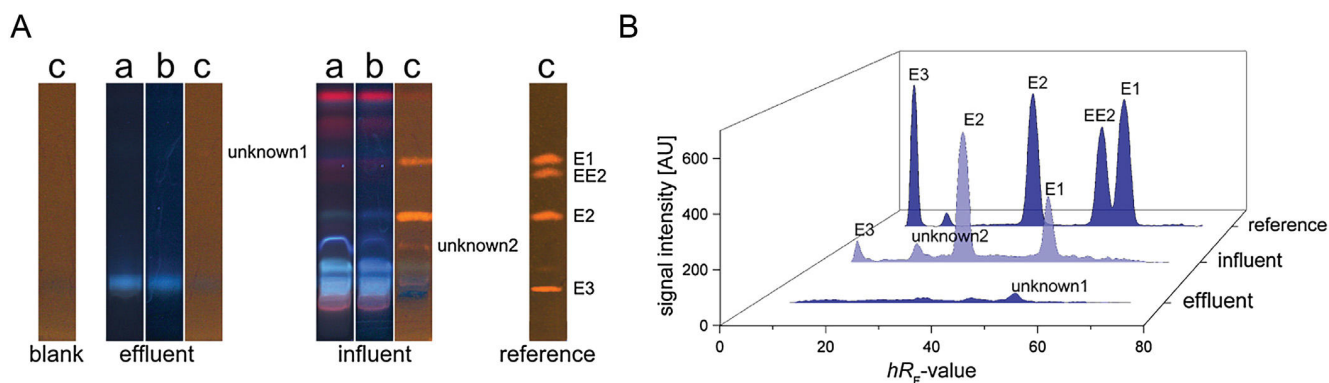 A
c
a b c
a b c
c
unknown1
E1
EE2
E2
unknown2
E3
blank
effluent
influent
reference
B
signal intensity [AU]
600
400
200
0
E3
E2
E2
EE2
E1
E1
E3
unknown2
unknown1
reference
influent
effluent
0 20 40 60 80
hRF-value